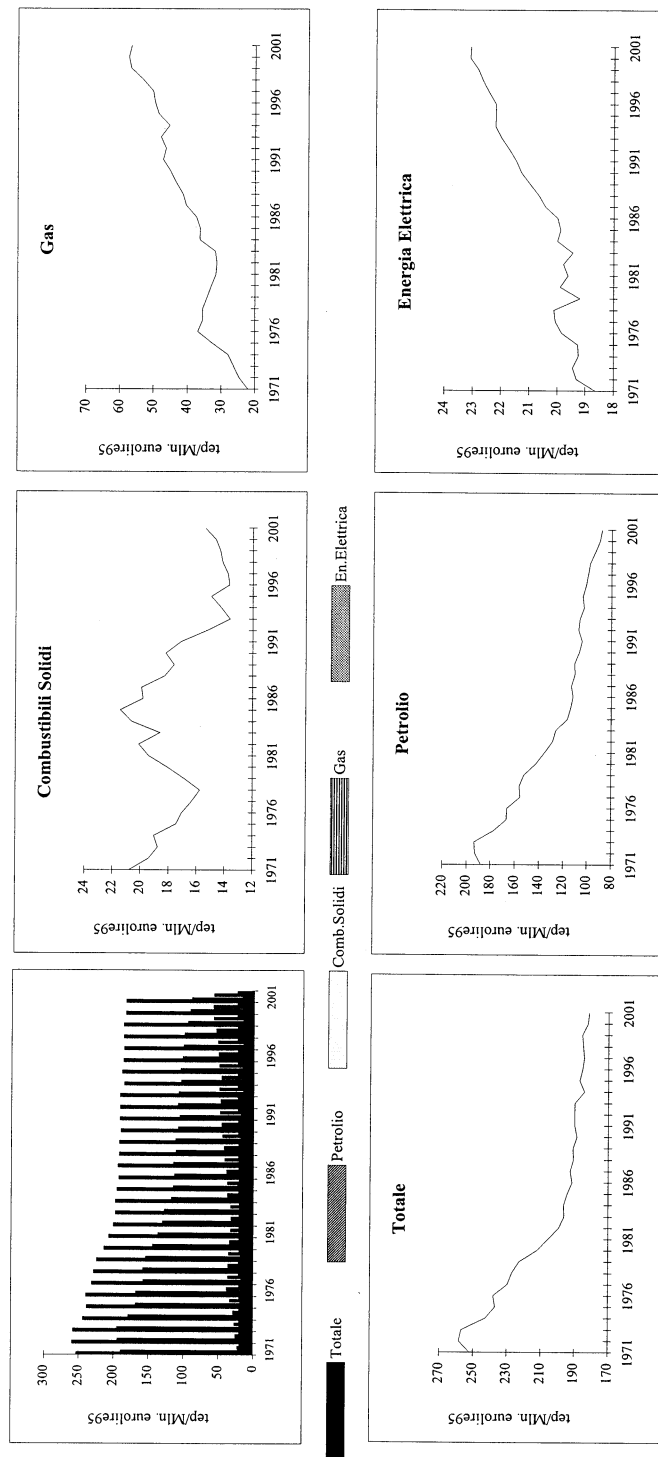 300
250
200
150
100
50
0
tep/Mln. eurolire95
1971 1976 1981 1986 1991 1996 2001
Combustibili Solidi
24
22
20
18
16
14
12
tep/Mln. eurolire95
1971 1976 1981 1986 1991 1996 2001
Gas
70
60
50
40
30
20
tep/Mln. eurolire95
1971 1976 1981 1986 1991 1996 2001
Totale Petrolio Comb.Solidi Gas En.Elettrica
Totale
270
250
230
210
190
170
tep/Mln. eurolire95
1971 1976 1981 1986 1991 1996 2001
Petrolio
220
200
180
160
140
120
100
80
tep/Mln. eurolire95
1971 1976 1981 1986 1991 1996 2001
Energia Elettrica
24
23
22
21
20
19
18
tep/Mln. eurolire95
1971 1976 1981 1986 1991 1996 2001